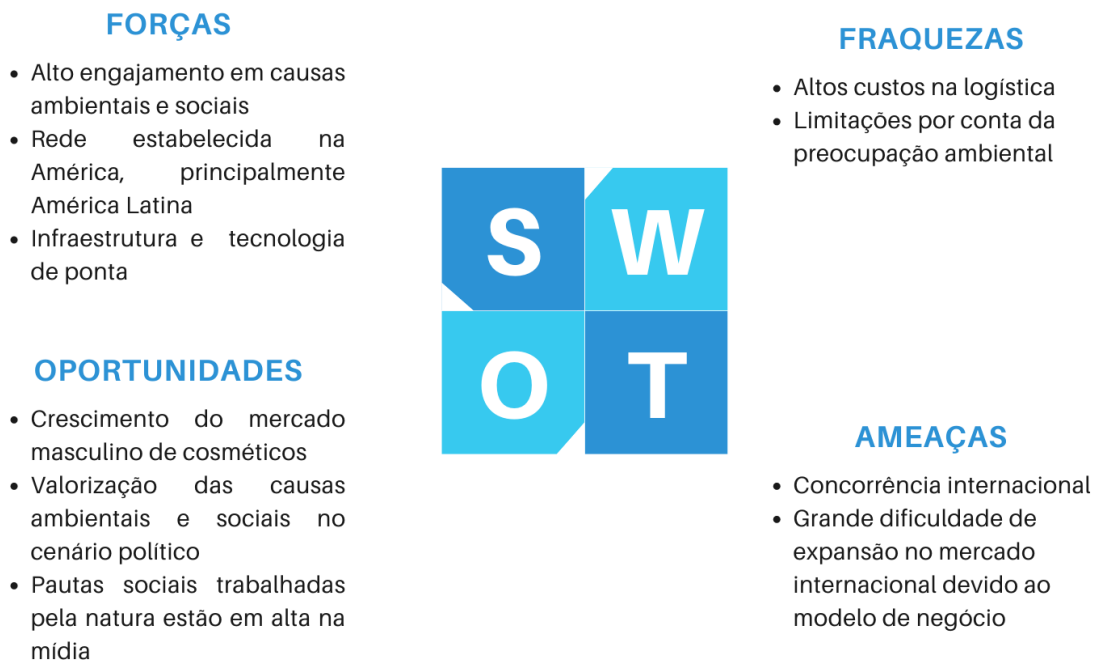 FORÇAS
• Alto engajamento em causas
ambientais e sociais
• Rede estabelecida na
América, principalmente
América Latina
• Infraestrutura e tecnologia
de ponta
FRAQUEZAS
• Altos custos na logística
• Limitações por conta da
preocupação ambiental
S W
O T
OPORTUNIDADES
• Crescimento do mercado
masculino de cosméticos
• Valorização das causas
ambientais e sociais no
cenário político
• Pautas sociais trabalhadas
pela natura estão em alta na
mídia
AMEAÇAS
• Concorrência internacional
• Grande dificuldade de
expansão no mercado
internacional devido ao
modelo de negócio